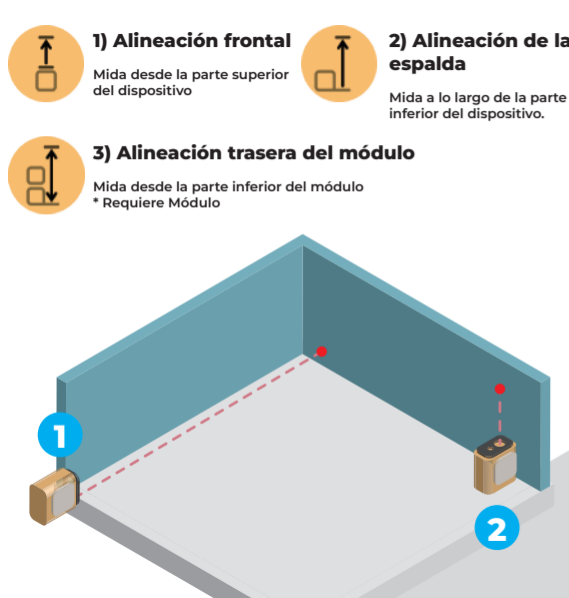 1) Alineación frontal
Mida desde la parte superior
del dispositivo
2) Alineación de la
espalda
Mida a lo largo de la parte
inferior del dispositivo.
3) Alineación trasera del módulo
Mida desde la parte inferior del módulo
* Requiere Módulo
1
2